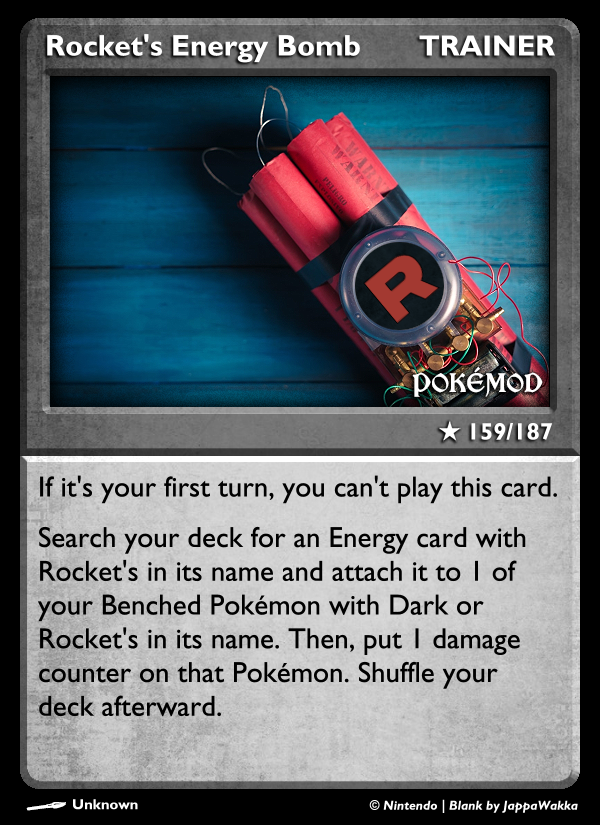 Rocket's Energy Bomb TRAINER
R
POKÉMOD
★ 159/187
If it's your first turn, you can't play this card.
Search your deck for an Energy card with
Rocket's in its name and attach it to 1 of
your Benched Pokémon with Dark or
Rocket's in its name. Then, put 1 damage
counter on that Pokémon. Shuffle your
deck afterward.
Unknown © Nintendo | Blank by JappaWakka